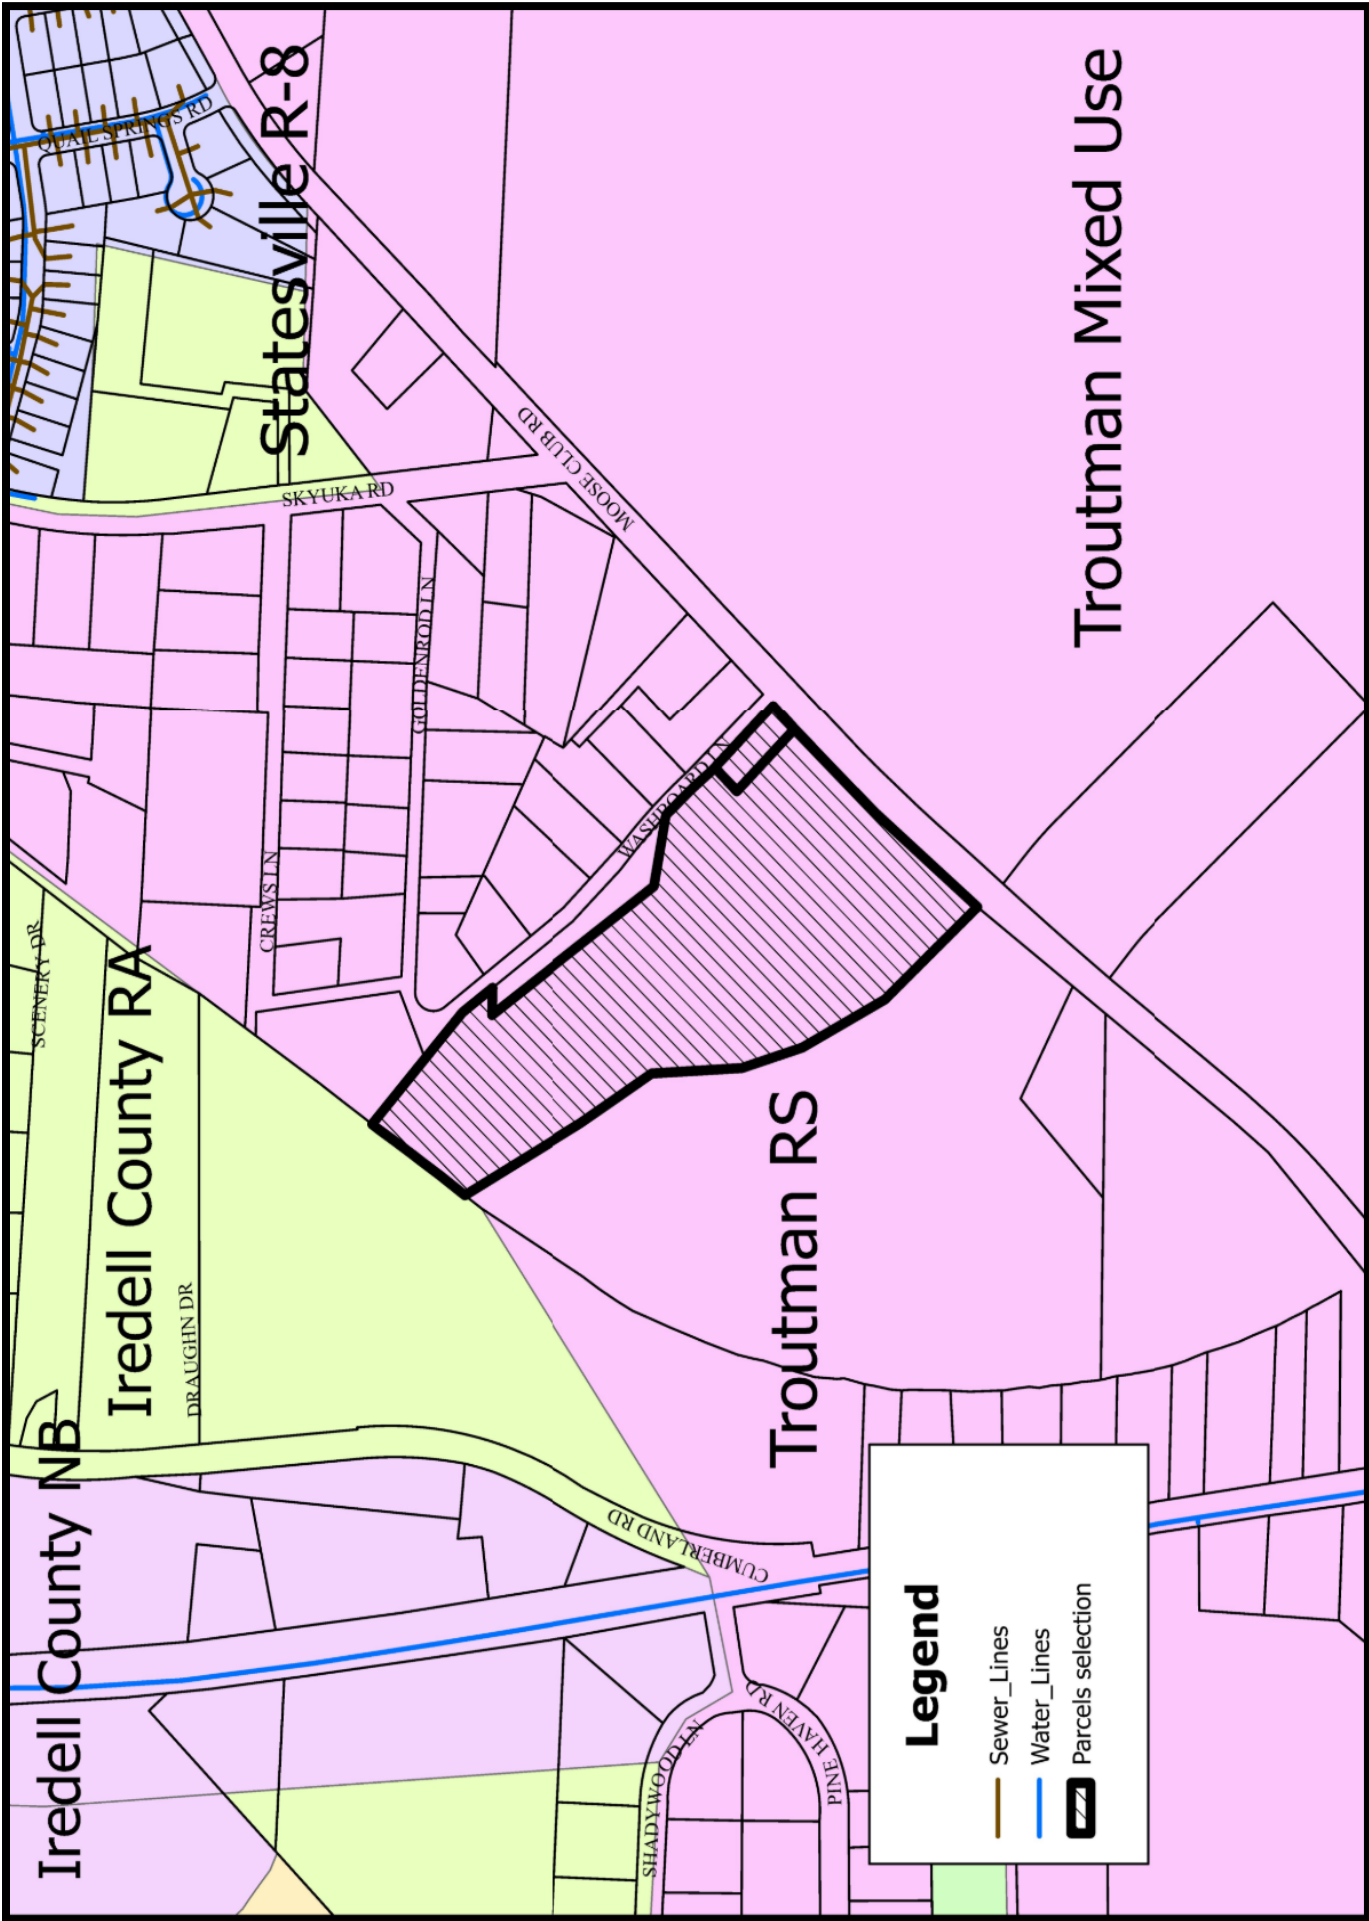 Iredell County NB
Iredell County RA
Statesville R-8
Troutman RS
Troutman Mixed Use
SCENERY DR
DRAUGHN DR
QUAIL SPRINGS RD
SKYUKA RD
CREWS LN
GOLDENROD LN
MOOSE CLUB RD
WASHBOARD LN
CUMBERLAND RD
SHADYWOOD LN
PINE HAVEN RD
Legend
Sewer_Lines
Water_Lines
Parcels selection